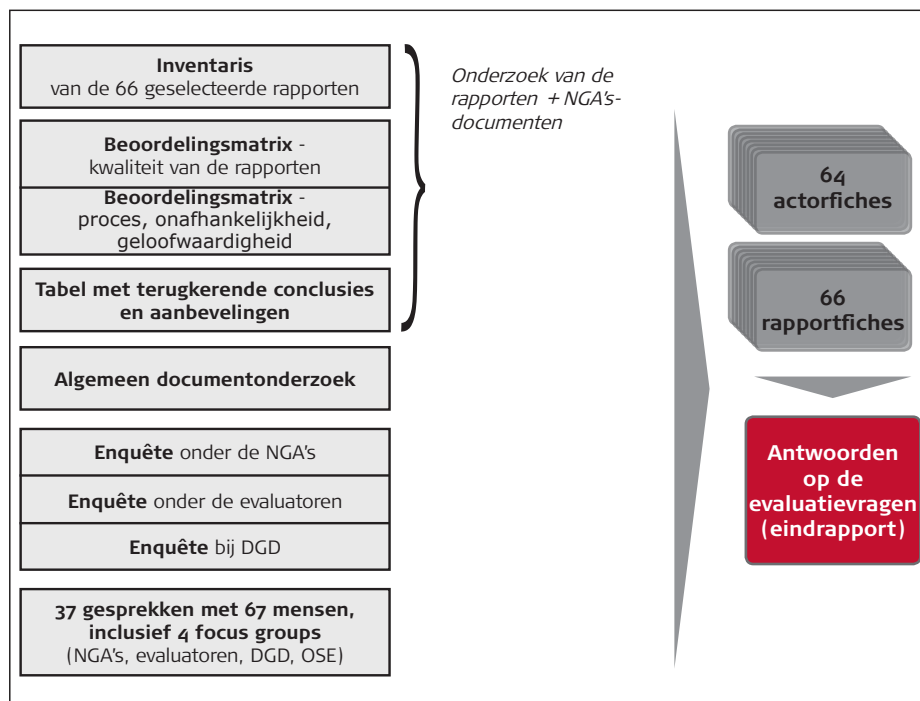 Inventaris
van de 66 geselecteerde rapporten
Beoordelingsmatrix -
kwaliteit van de rapporten
Beoordelingsmatrix -
proces, onafhankelijkheid,
geloofwaardigheid
Tabel met terugkerende conclusies
en aanbevelingen
Onderzoek van de
rapporten + NGA's-
documenten
Algemeen documentonderzoek
Enquête onder de NGA's
Enquête onder de evaluatoren
Enquête bij DGD
37 gesprekken met 67 mensen,
inclusief 4 focus groups
(NGA's, evaluatoren, DGD, OSE)
64
actorfiches
66
rapportfiches
Antwoorden
op de
evaluatievragen
(eindrapport)